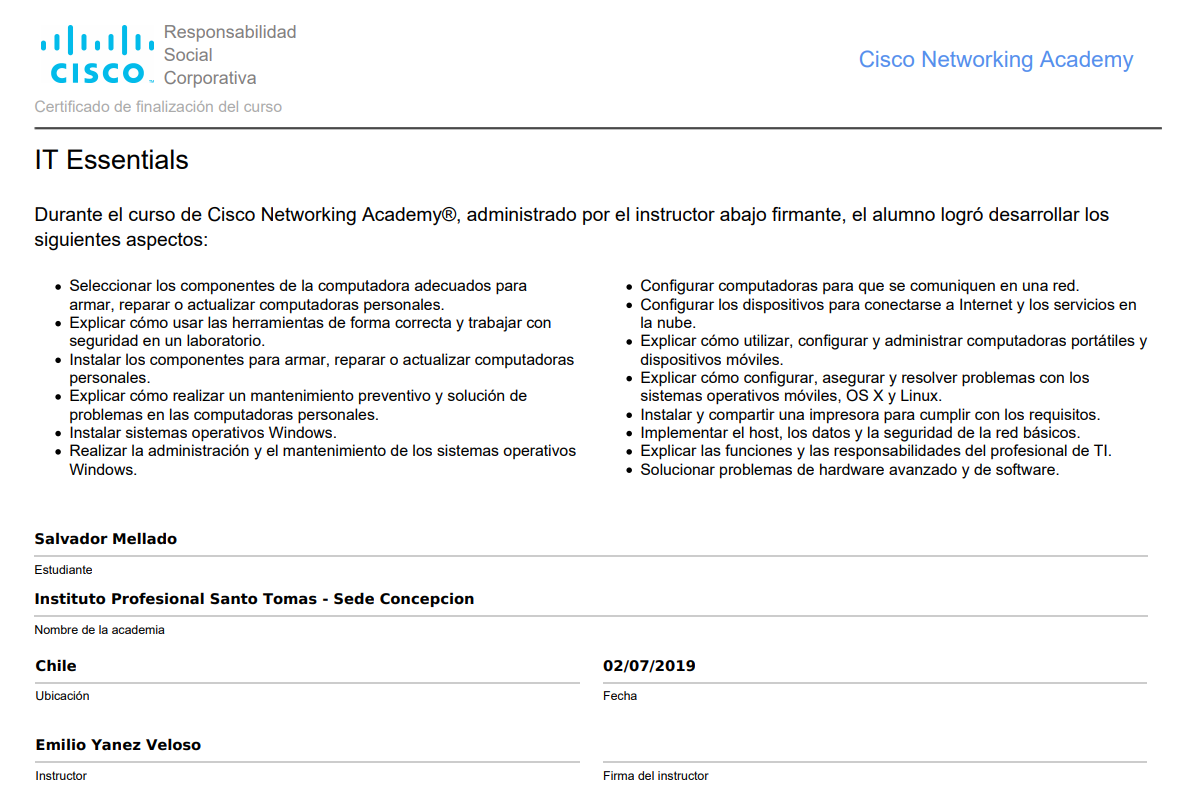 Responsabilidad
Social
Corporativa
CISCO™
Cisco Networking Academy
Certificado de finalización del curso
IT Essentials
Durante el curso de Cisco Networking Academy®, administrado por el instructor abajo firmante, el alumno logró desarrollar los
siguientes aspectos:
• Seleccionar los componentes de la computadora adecuados para
armar, reparar o actualizar computadoras personales.
• Explicar cómo usar las herramientas de forma correcta y trabajar con
seguridad en un laboratorio.
• Instalar los componentes para armar, reparar o actualizar computadoras
personales.
• Explicar cómo realizar un mantenimiento preventivo y solución de
problemas en las computadoras personales.
• Instalar sistemas operativos Windows.
• Realizar la administración y el mantenimiento de los sistemas operativos
Windows.
• Configurar computadoras para que se comuniquen en una red.
• Configurar los dispositivos para conectarse a Internet y los servicios en
la nube.
• Explicar cómo utilizar, configurar y administrar computadoras portátiles y
dispositivos móviles.
• Explicar cómo configurar, asegurar y resolver problemas con los
sistemas operativos móviles, OS X y Linux.
• Instalar y compartir una impresora para cumplir con los requisitos.
• Implementar el host, los datos y la seguridad de la red básicos.
• Explicar las funciones y las responsabilidades del profesional de TI.
• Solucionar problemas de hardware avanzado y de software.
Salvador Mellado
Estudiante
Instituto Profesional Santo Tomas - Sede Concepcion
Nombre de la academia
Chile
Ubicación
02/07/2019
Fecha
Emilio Yanez Veloso
Instructor
Firma del instructor